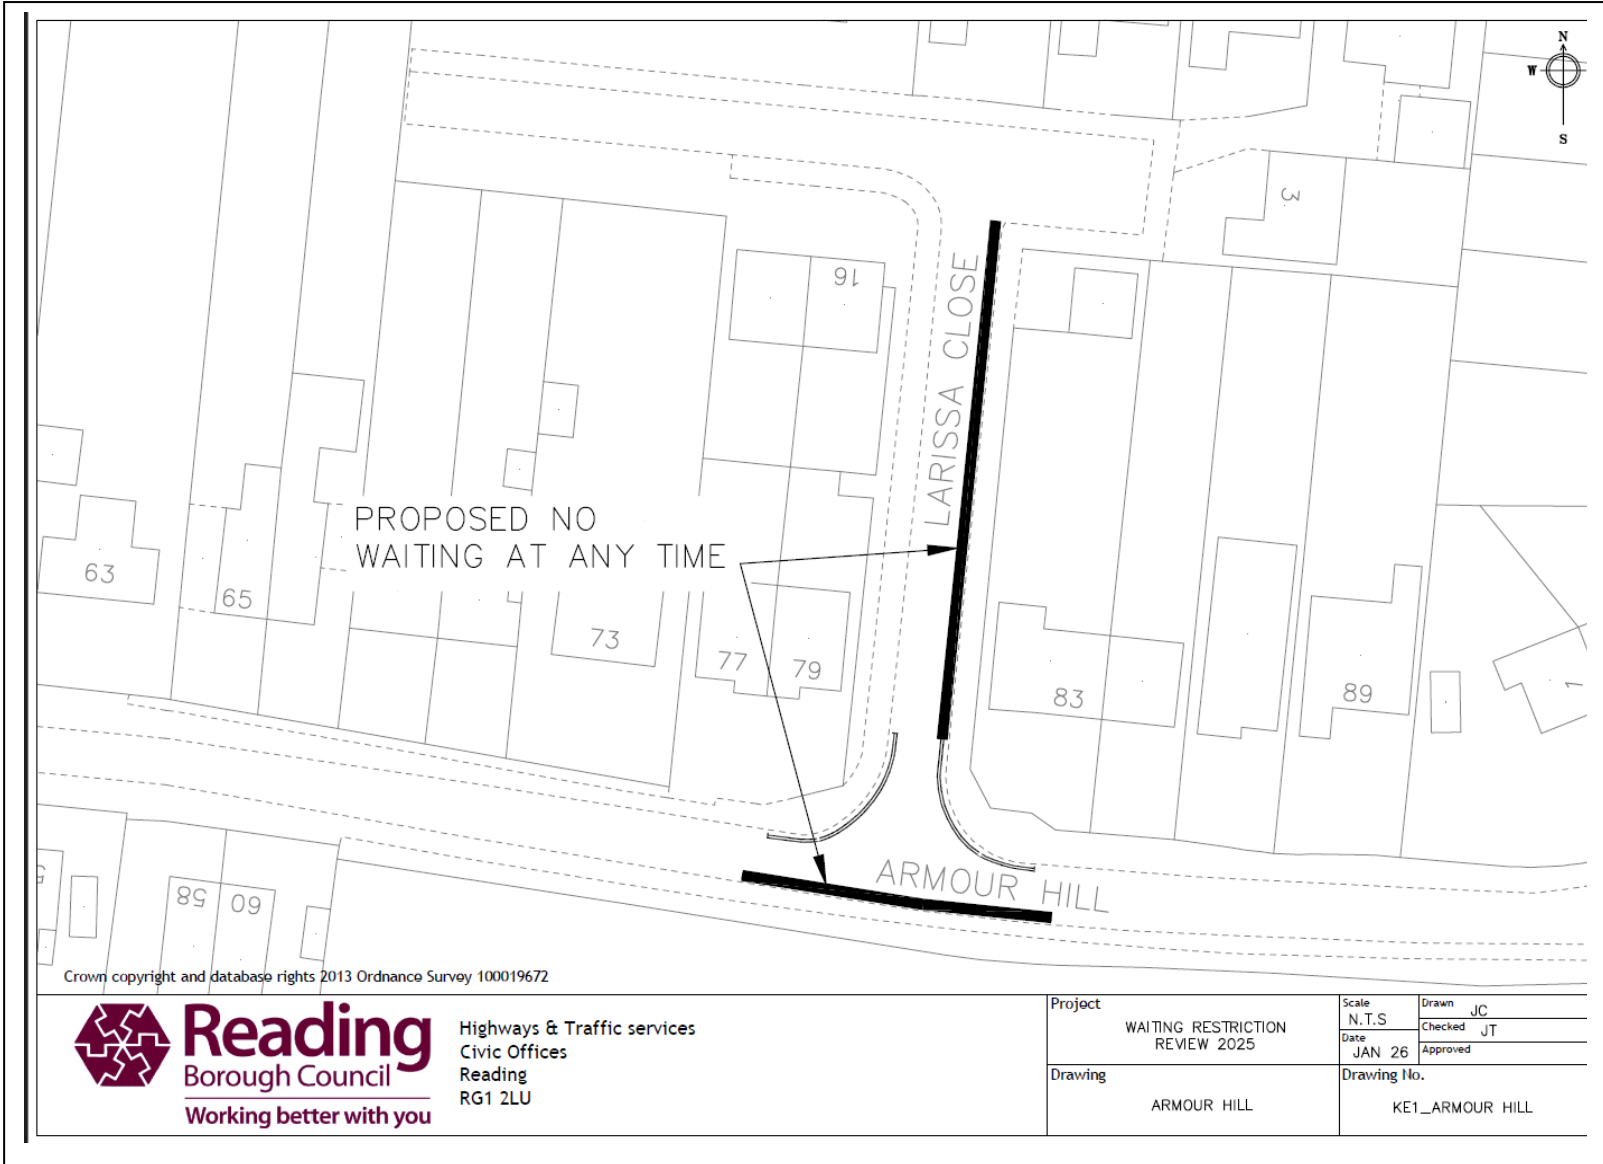 N
W
S
3
16
LARISSA CLOSE
PROPOSED NO
WAITING AT ANY TIME
63
65
73
77
79
83
89
1
ARMOUR HILL
58
60
Crown copyright and database rights 2013 Ordnance Survey 100019672
Reading
Borough Council
Working better with you
Highways & Traffic services
Civic Offices
Reading
RG1 2LU
Project
WAITING RESTRICTION
REVIEW 2025
Drawing
ARMOUR HILL
Scale
N.T.S
Date
JAN 26
Drawn JC
Checked JT
Approved
Drawing No.
KE1_ARMOUR HILL